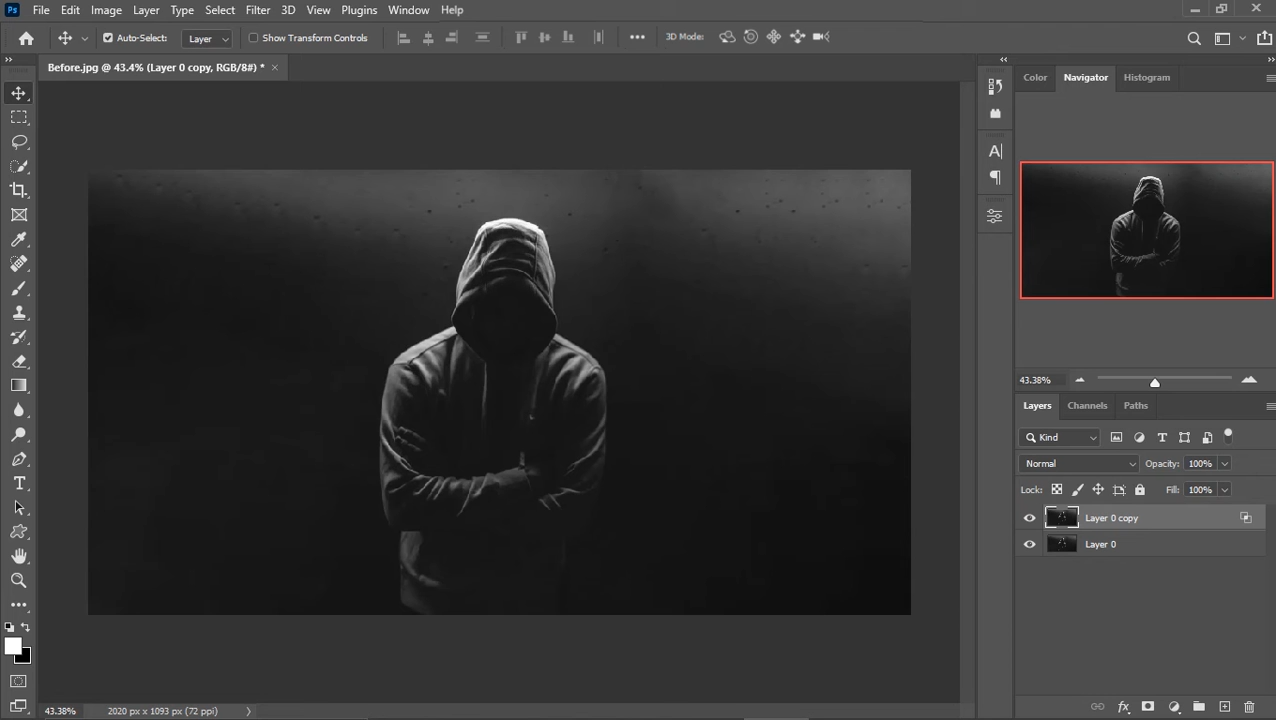 Ps File Edit Image Layer Type Select Filter 3D View Plugins Window Help
Auto-Select: Layer Show Transform Controls 3D Mode:
Before.jpg @ 43.4% (Layer 0 copy, RGB/8#) *
Color Navigator Histogram
43.38%
Layers Channels Paths
Kind
Normal Opacity: 100%
Lock: Fill: 100%
Layer 0 copy
Layer 0
43.38% 2020 px x 1093 px (72 ppi)